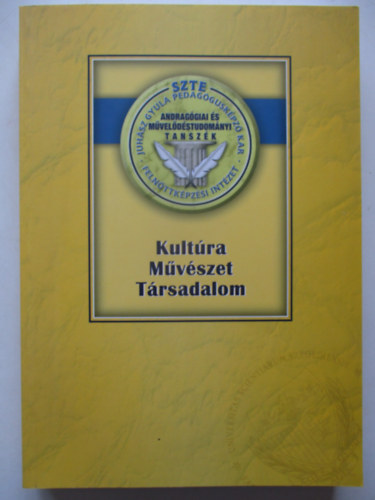 SZTE
JUHÁSZ GYULA PEDAGÓGUSKÉPZŐ KAR
ANDRAGÓGIAI ÉS
MŰVELŐDÉSTUDOMÁNYI
TANSZÉK
FELNŐTTKÉPZÉSI INTÉZET
Kultúra
Művészet
Társadalom